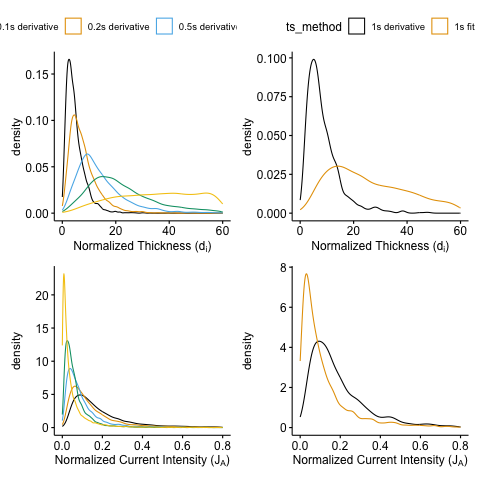 0.1s derivative 0.2s derivative 0.5s derivative
ts_method 1s derivative 1s fit
0.15
0.10
0.05
0.00
density
0 20 40 60
Normalized Thickness (dᵢ)
0.100
0.075
0.050
0.025
0.000
density
0 20 40 60
Normalized Thickness (dᵢ)
20
15
10
5
0
density
0.0 0.2 0.4 0.6 0.8
Normalized Current Intensity (J_A)
8
6
4
2
0
density
0.0 0.2 0.4 0.6 0.8
Normalized Current Intensity (J_A)